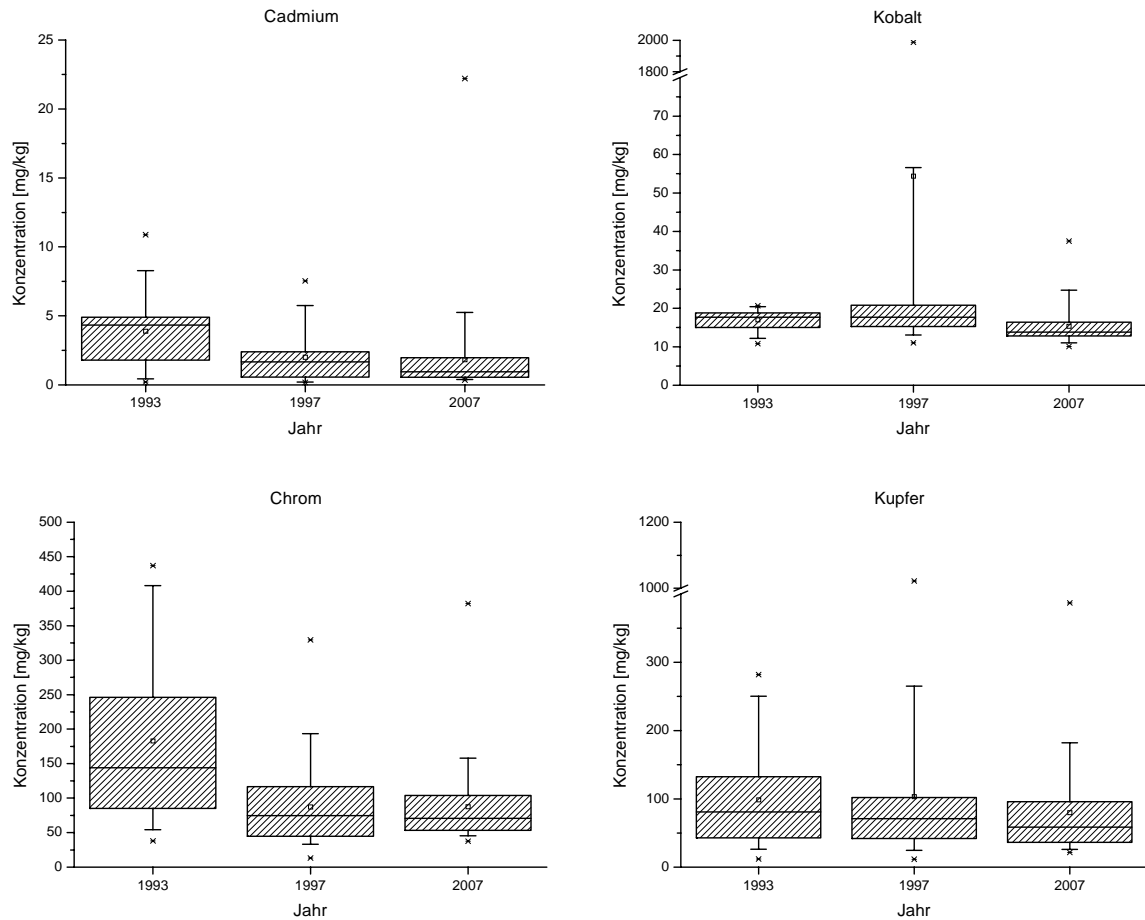 Cadmium
Konzentration [mg/kg]
25
20
15
10
5
0
1993 1997 2007
Jahr
Kobalt
Konzentration [mg/kg]
2000
1800
70
60
50
40
30
20
10
0
1993 1997 2007
Jahr
Chrom
Konzentration [mg/kg]
500
450
400
350
300
250
200
150
100
50
0
1993 1997 2007
Jahr
Kupfer
Konzentration [mg/kg]
1200
1000
300
200
100
0
1993 1997 2007
Jahr